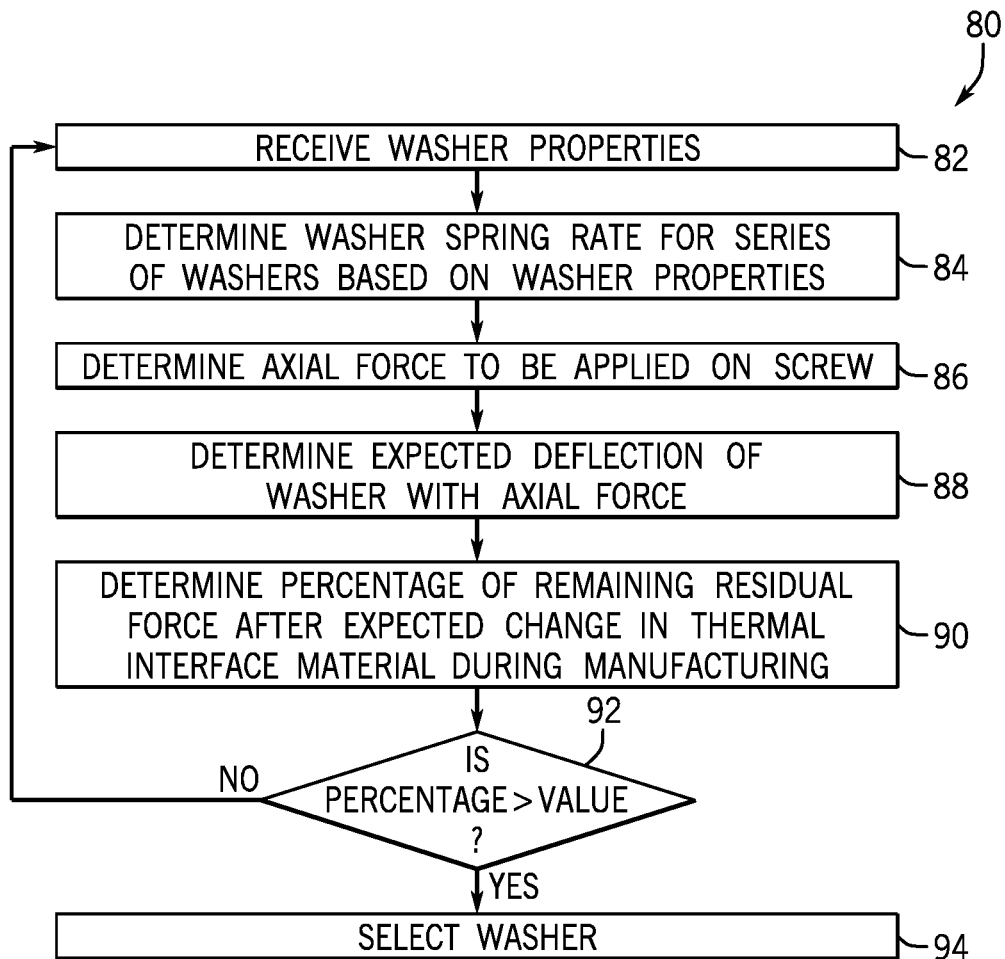 80
RECEIVE WASHER PROPERTIES
82
DETERMINE WASHER SPRING RATE FOR SERIES
OF WASHERS BASED ON WASHER PROPERTIES
84
DETERMINE AXIAL FORCE TO BE APPLIED ON SCREW
86
DETERMINE EXPECTED DEFLECTION OF
WASHER WITH AXIAL FORCE
88
DETERMINE PERCENTAGE OF REMAINING RESIDUAL
FORCE AFTER EXPECTED CHANGE IN THERMAL
INTERFACE MATERIAL DURING MANUFACTURING
90
92
IS
PERCENTAGE > VALUE
?
NO
YES
SELECT WASHER
94